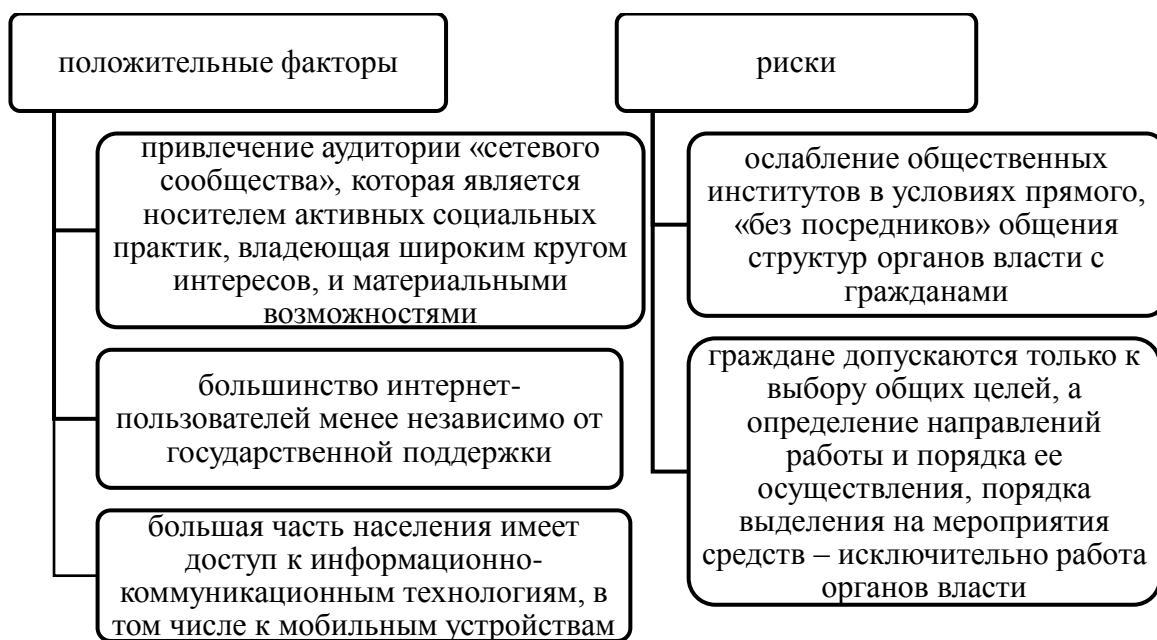 положительные факторы
привлечение аудитории «сетевого
сообщества», которая является
носителем активных социальных
практик, владеющая широким кругом
интересов, и материальными
возможностями
большинство интернет-
пользователей менее независимо от
государственной поддержки
большая часть населения имеет
доступ к информационно-
коммуникационным технологиям, в
том числе к мобильным устройствам
риски
ослабление общественных
институтов в условиях прямого,
«без посредников» общения
структур органов власти с
гражданами
граждане допускаются только к
выбору общих целей, а
определение направлений
работы и порядка ее
осуществления, порядка
выделения на мероприятия
средств – исключительно работа
органов власти